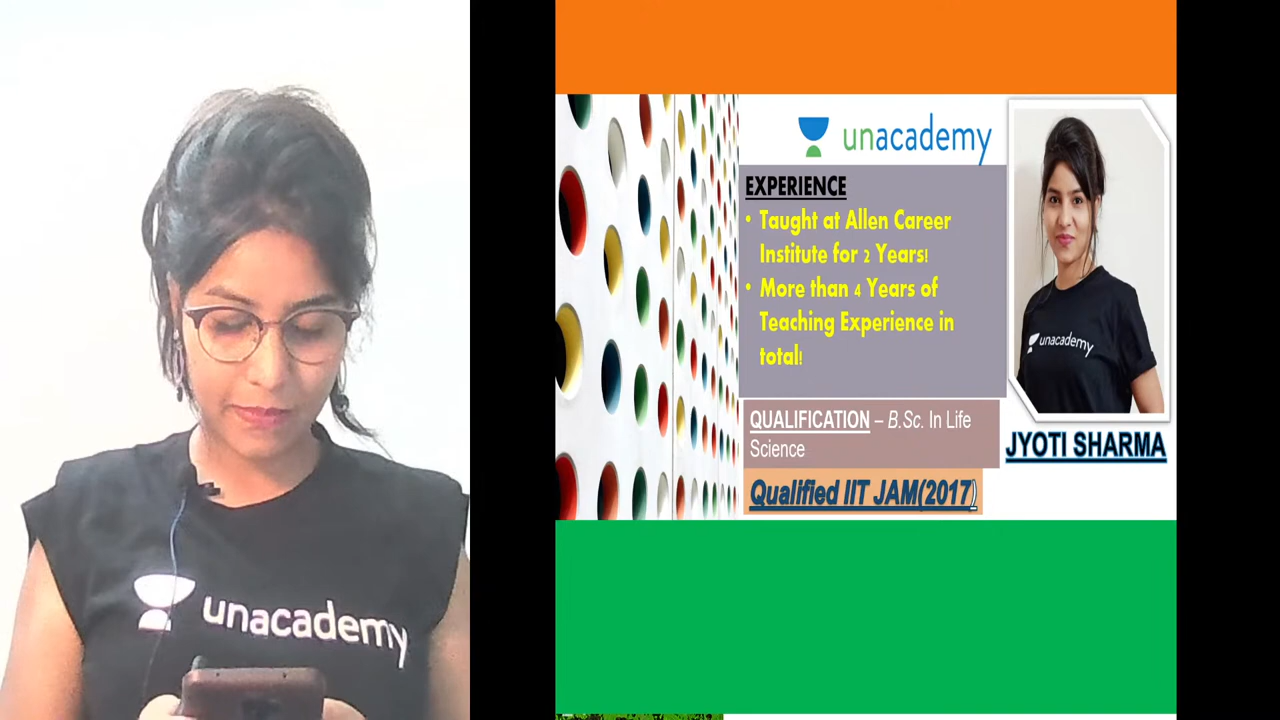 unacademy
unacademy
EXPERIENCE
• Taught at Allen Career
Institute for 2 Years!
• More than 4 Years of
Teaching Experience in
total!
unacademy
QUALIFICATION – B.Sc. In Life
Science
JYOTI SHARMA
Qualified IIT JAM(2017)